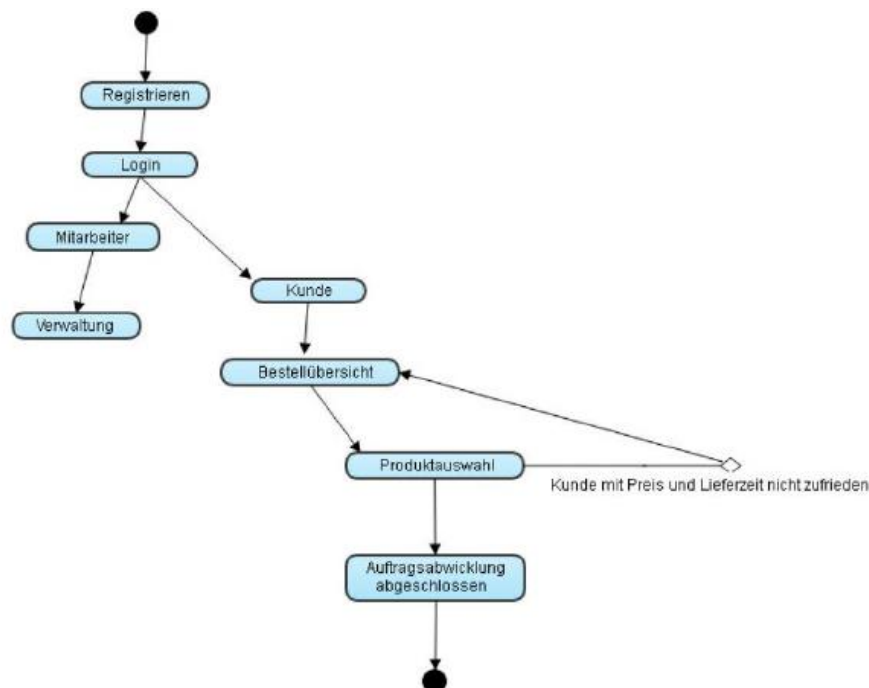 Registrieren
Login
Mitarbeiter
Kunde
Verwaltung
Bestellübersicht
Produktauswahl
Kunde mit Preis und Lieferzeit nicht zufrieden
Auftragsabwicklung
abgeschlossen